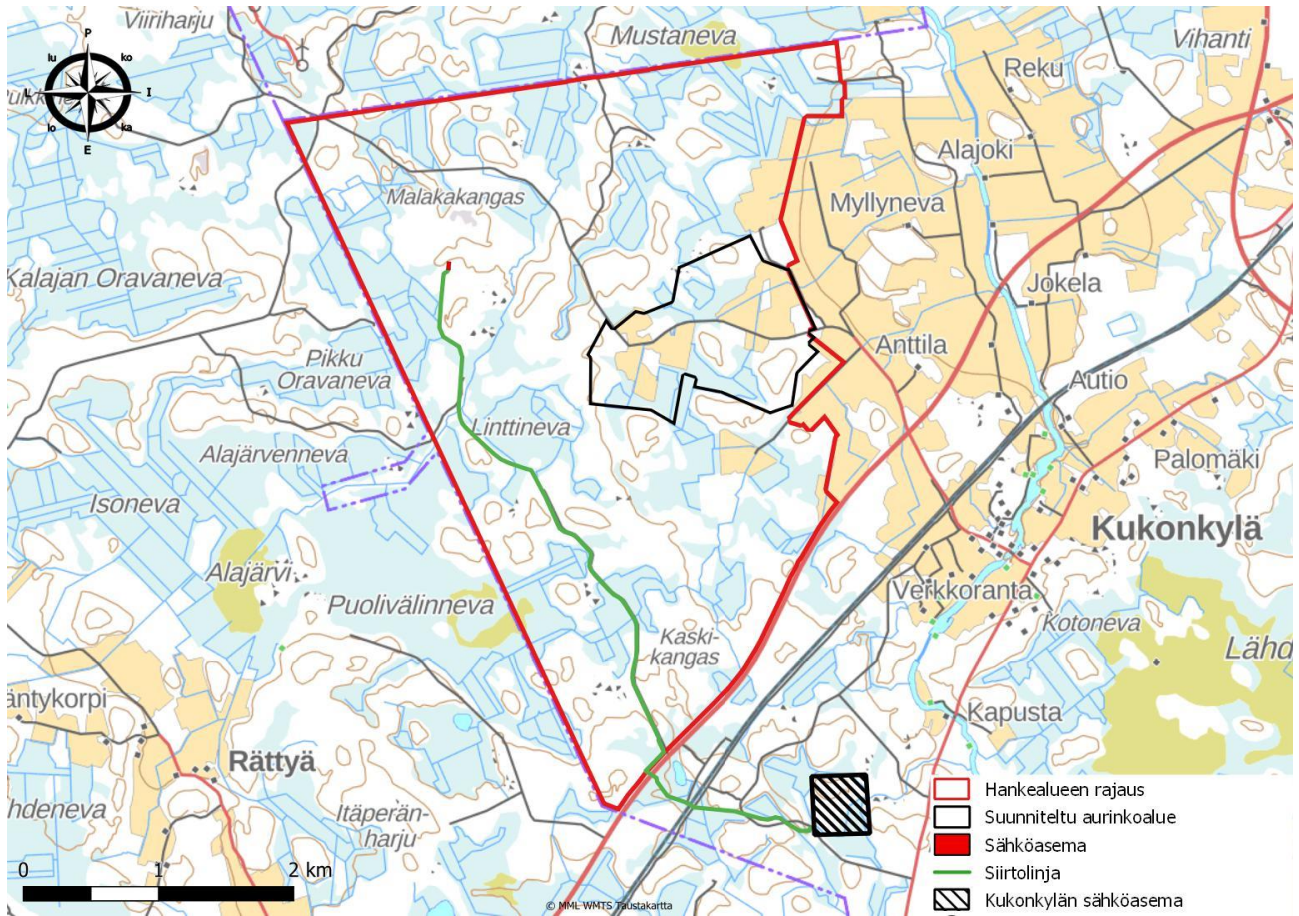 Viiriharju
Mustaneva
Vihanti
P
lu
ko
L
I
lo
ka
E
Reku
Alajoki
Malakakangas
Myllyneva
Kalajan Oravaneva
Jokela
Pikku
Oravaneva
Anttila
Autio
Linttineva
Alajärvenneva
Palomäki
Isoneva
Kukonkylä
Alajärvi
Puolivälinneva
Verkkoranta
Kaski-
kangas
Kotoneva
Lähd
äntykorpi
Kapusta
Rättyä
hdeneva
Itäperän-
harju
0 1 2 km
Hankealueen rajaus
Suunniteltu aurinkoalue
Sähköasema
Siirtolinja
Kukonkylän sähköasema
© MML WMTS Taustakartta